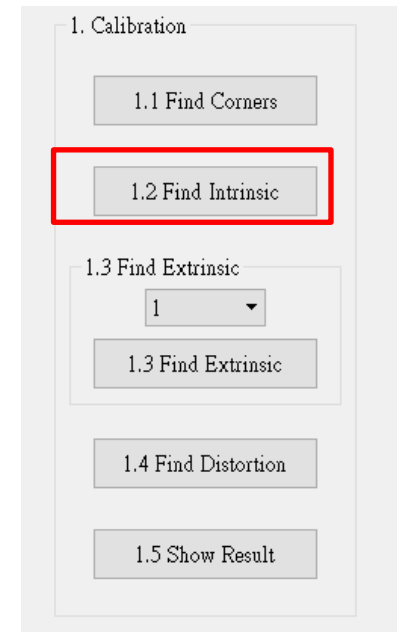 1. Calibration
1.1 Find Corners
1.2 Find Intrinsic
1.3 Find Extrinsic
1
1.3 Find Extrinsic
1.4 Find Distortion
1.5 Show Result